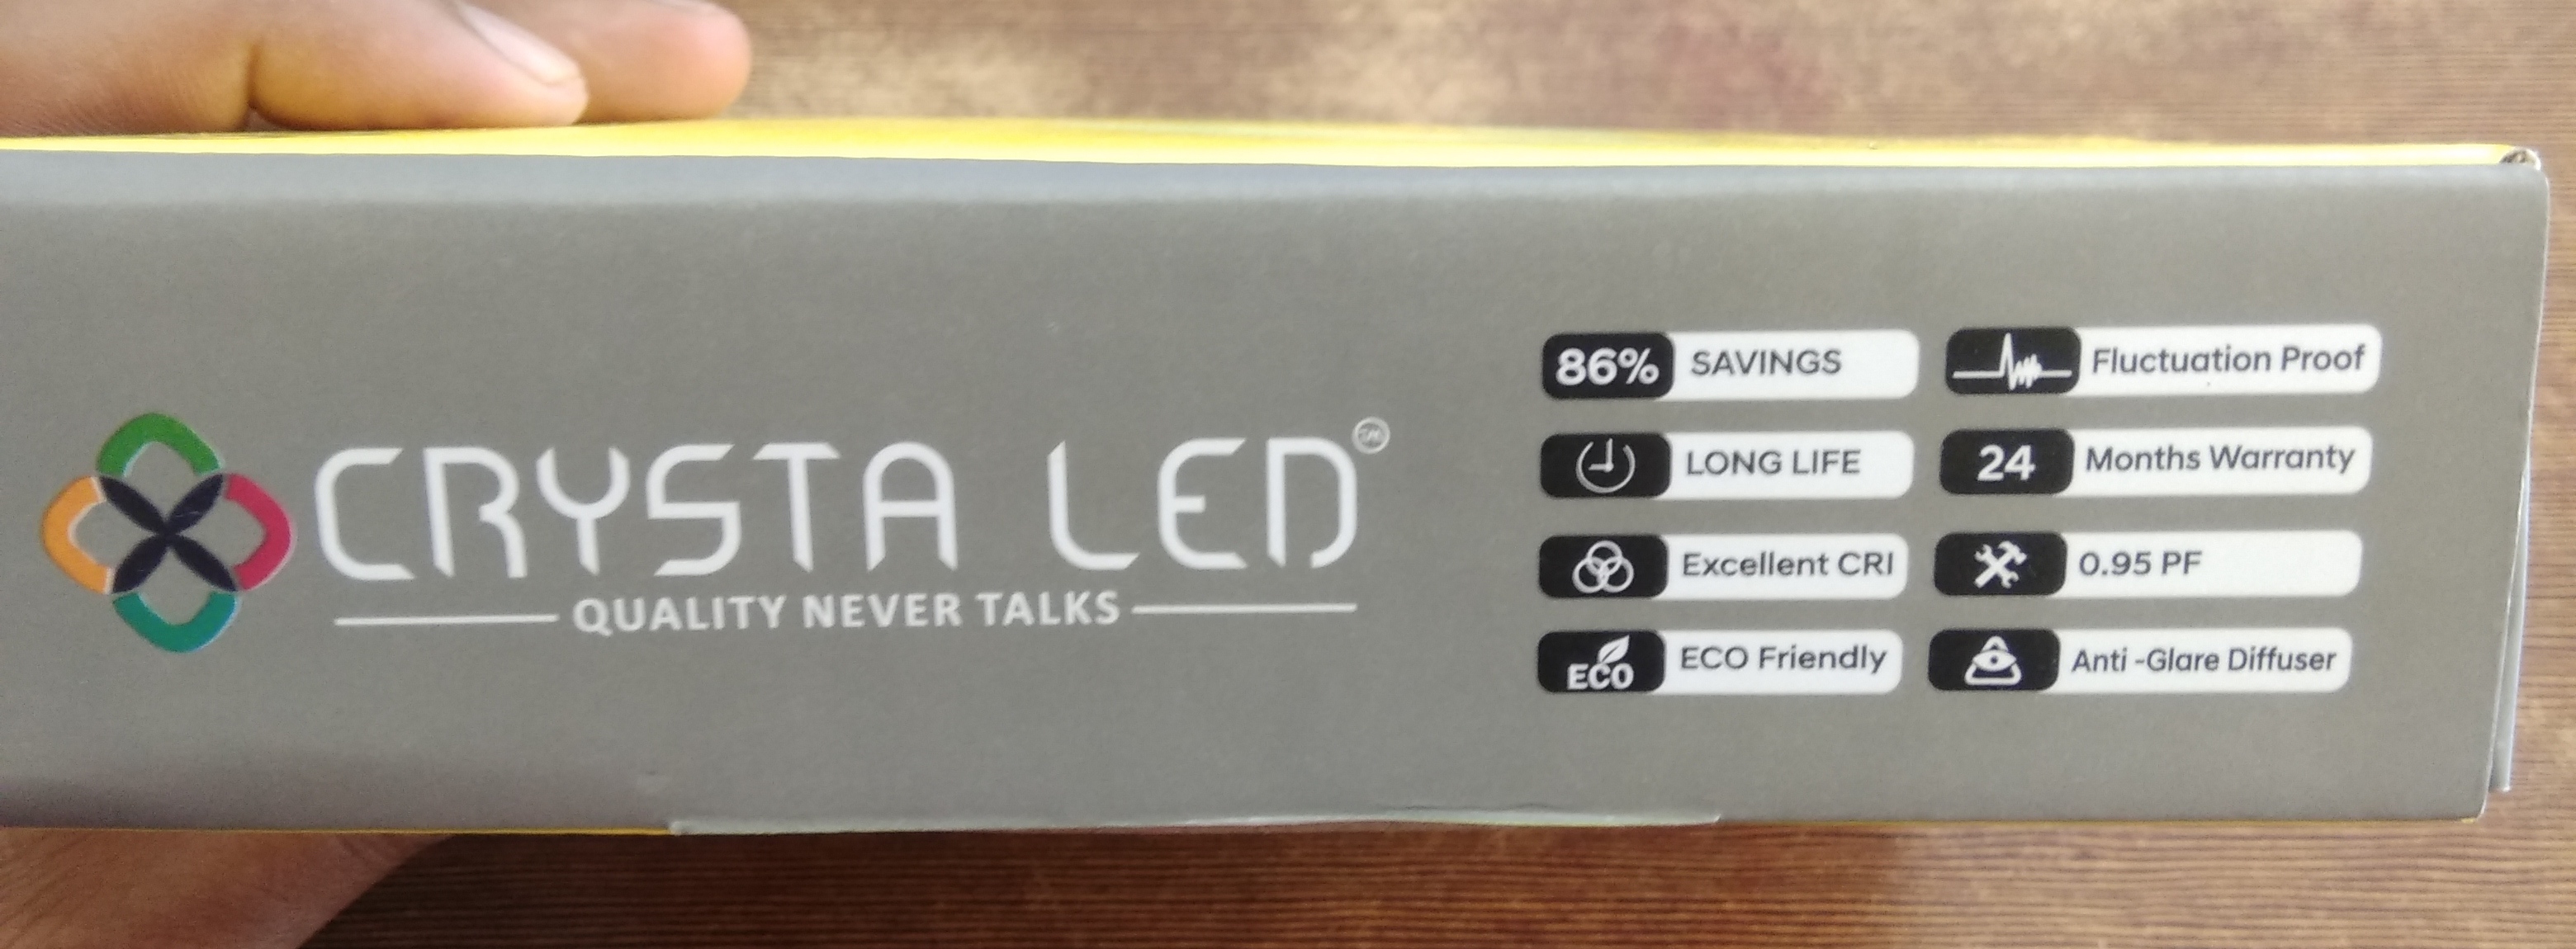 CRYSTA LED
QUALITY NEVER TALKS
86% SAVINGS
LONG LIFE
Excellent CRI
ECO ECO Friendly
Fluctuation Proof
24 Months Warranty
0.95 PF
Anti -Glare Diffuser